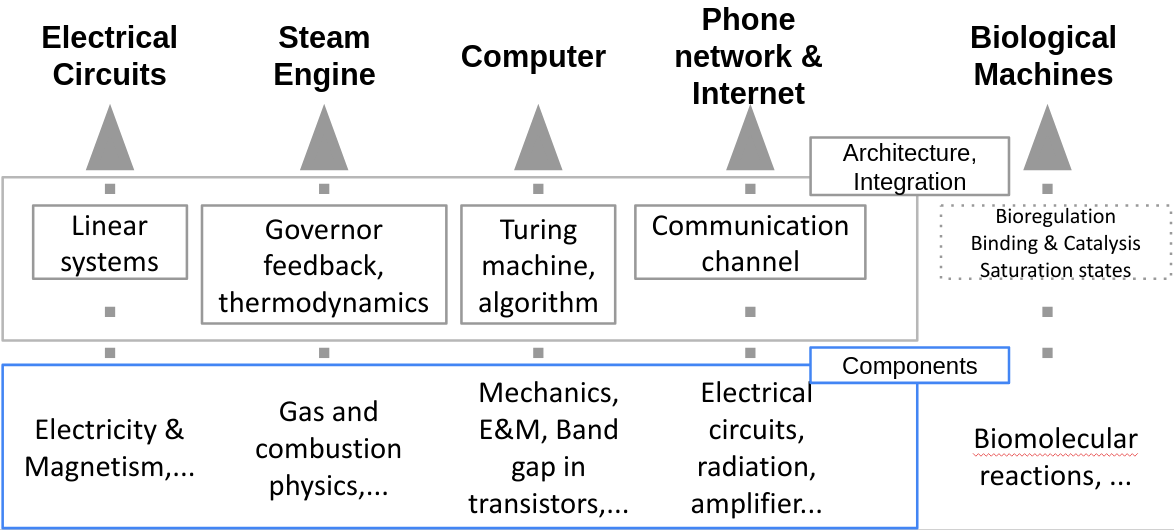 Electrical
Circuits
Steam
Engine
Computer
Phone
network &
Internet
Biological
Machines
Architecture,
Integration
Linear
systems
Governor
feedback,
thermodynamics
Turing
machine,
algorithm
Communication
channel
Bioregulation
Binding & Catalysis
Saturation states
Components
Electricity &
Magnetism,...
Gas and
combustion
physics,...
Mechanics,
E&M, Band
gap in
transistors,...
Electrical
circuits,
radiation,
amplifier...
Biomolecular
reactions, ...